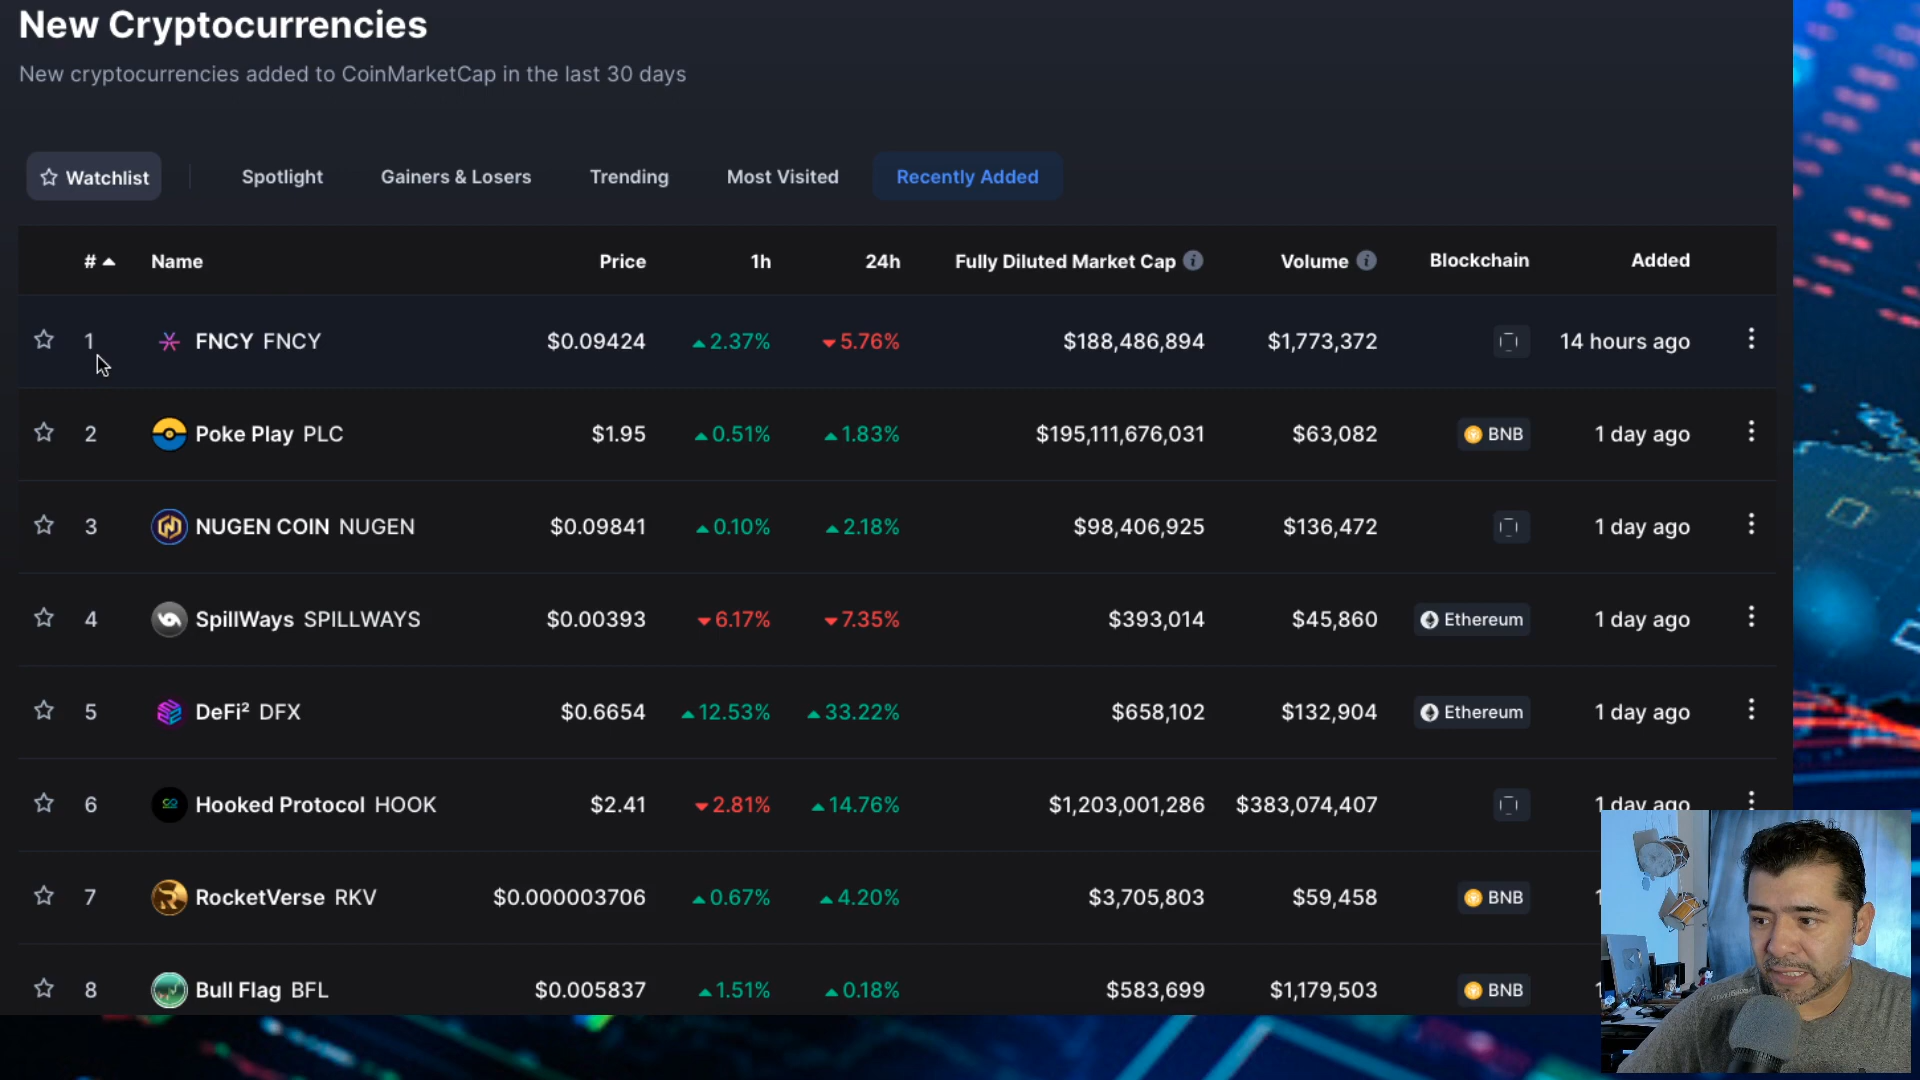 New Cryptocurrencies
New cryptocurrencies added to CoinMarketCap in the last 30 days
Watchlist Spotlight Gainers & Losers Trending Most Visited Recently Added
# Name Price 1h 24h Fully Diluted Market Cap Volume Blockchain Added
1 FNCY FNCY $0.09424 2.37% 5.76% $188,486,894 $1,773,372 14 hours ago
2 Poke Play PLC $1.95 0.51% 1.83% $195,111,676,031 $63,082 BNB 1 day ago
3 NUGEN COIN NUGEN $0.09841 0.10% 2.18% $98,406,925 $136,472 1 day ago
4 SpillWays SPILLWAYS $0.00393 6.17% 7.35% $393,014 $45,860 Ethereum 1 day ago
5 DeFi² DFX $0.6654 12.53% 33.22% $658,102 $132,904 Ethereum 1 day ago
6 Hooked Protocol HOOK $2.41 2.81% 14.76% $1,203,001,286 $383,074,407 1 day ago
7 RocketVerse RKV $0.000003706 0.67% 4.20% $3,705,803 $59,458 BNB 1
8 Bull Flag BFL $0.005837 1.51% 0.18% $583,699 $1,179,503 BNB 1